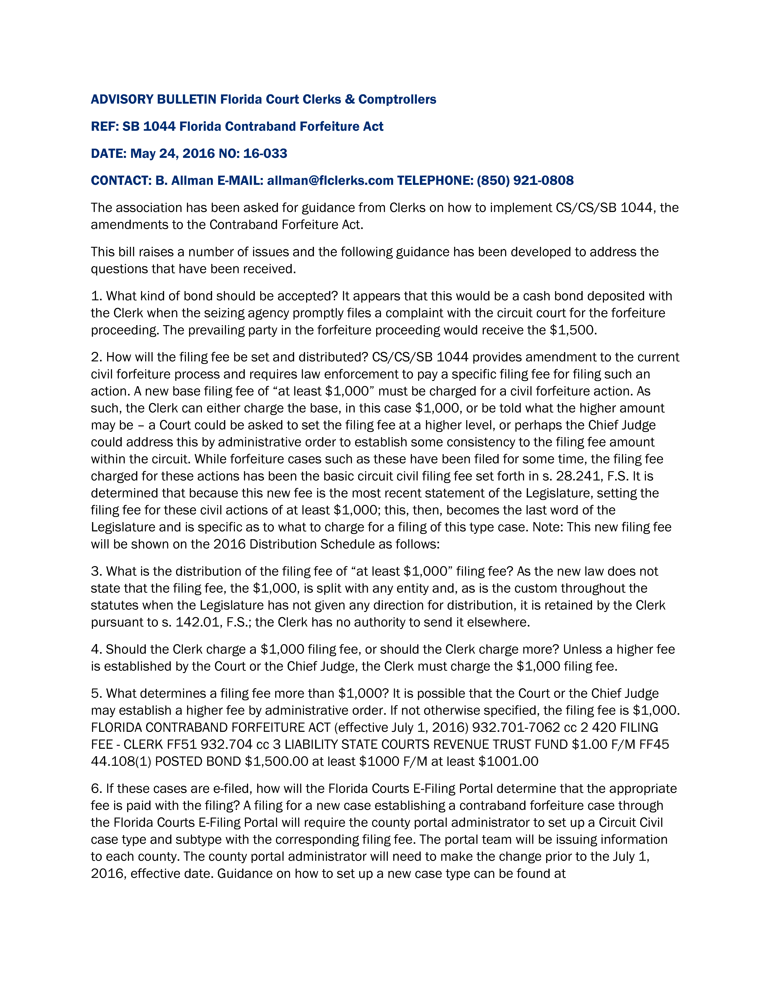 ADVISORY BULLETIN Florida Court Clerks & Comptrollers
REF: SB 1044 Florida Contraband Forfeiture Act
DATE: May 24, 2016 NO: 16-033
CONTACT: B. Allman E-MAIL: allman@flclerks.com TELEPHONE: (850) 921-0808
The association has been asked for guidance from Clerks on how to implement CS/CS/SB 1044, the
amendments to the Contraband Forfeiture Act.
This bill raises a number of issues and the following guidance has been developed to address the
questions that have been received.
1. What kind of bond should be accepted? It appears that this would be a cash bond deposited with
the Clerk when the seizing agency promptly files a complaint with the circuit court for the forfeiture
proceeding. The prevailing party in the forfeiture proceeding would receive the $1,500.
2. How will the filing fee be set and distributed? CS/CS/SB 1044 provides amendment to the current
civil forfeiture process and requires law enforcement to pay a specific filing fee for filing such an
action. A new base filing fee of “at least $1,000” must be charged for a civil forfeiture action. As
such, the Clerk can either charge the base, in this case $1,000, or be told what the higher amount
may be – a Court could be asked to set the filing fee at a higher level, or perhaps the Chief Judge
could address this by administrative order to establish some consistency to the filing fee amount
within the circuit. While forfeiture cases such as these have been filed for some time, the filing fee
charged for these actions has been the basic circuit civil filing fee set forth in s. 28.241, F.S. It is
determined that because this new fee is the most recent statement of the Legislature, setting the
filing fee for these civil actions of at least $1,000; this, then, becomes the last word of the
Legislature and is specific as to what to charge for a filing of this type case. Note: This new filing fee
will be shown on the 2016 Distribution Schedule as follows:
3. What is the distribution of the filing fee of “at least $1,000” filing fee? As the new law does not
state that the filing fee, the $1,000, is split with any entity and, as is the custom throughout the
statutes when the Legislature has not given any direction for distribution, it is retained by the Clerk
pursuant to s. 142.01, F.S.; the Clerk has no authority to send it elsewhere.
4. Should the Clerk charge a $1,000 filing fee, or should the Clerk charge more? Unless a higher fee
is established by the Court or the Chief Judge, the Clerk must charge the $1,000 filing fee.
5. What determines a filing fee more than $1,000? It is possible that the Court or the Chief Judge
may establish a higher fee by administrative order. If not otherwise specified, the filing fee is $1,000.
FLORIDA CONTRABAND FORFEITURE ACT (effective July 1, 2016) 932.701-7062 cc 2 420 FILING
FEE - CLERK FF51 932.704 cc 3 LIABILITY STATE COURTS REVENUE TRUST FUND $1.00 F/M FF45
44.108(1) POSTED BOND $1,500.00 at least $1000 F/M at least $1001.00
6. If these cases are e-filed, how will the Florida Courts E-Filing Portal determine that the appropriate
fee is paid with the filing? A filing for a new case establishing a contraband forfeiture case through
the Florida Courts E-Filing Portal will require the county portal administrator to set up a Circuit Civil
case type and subtype with the corresponding filing fee. The portal team will be issuing information
to each county. The county portal administrator will need to make the change prior to the July 1,
2016, effective date. Guidance on how to set up a new case type can be found at